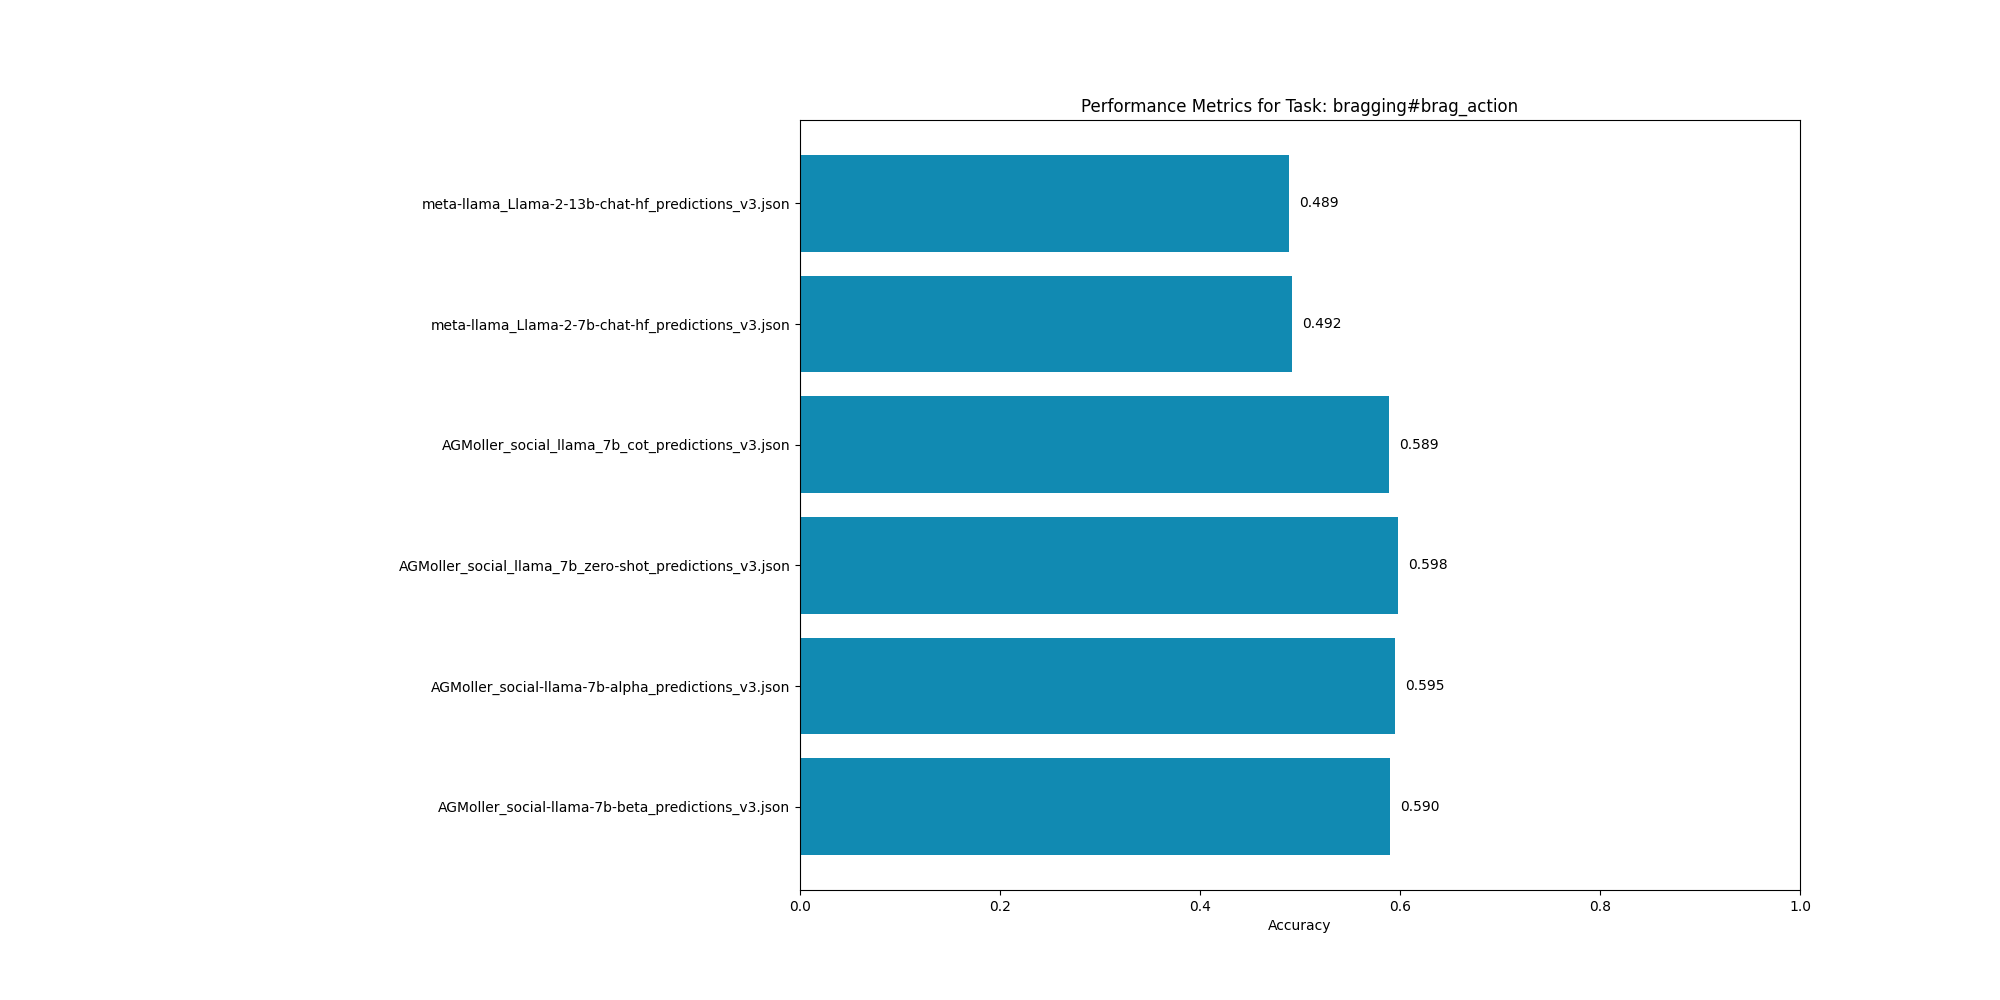 Performance Metrics for Task: bragging#brag_action
meta-llama_Llama-2-13b-chat-hf_predictions_v3.json
0.489
meta-llama_Llama-2-7b-chat-hf_predictions_v3.json
0.492
AGMoller_social_llama_7b_cot_predictions_v3.json
0.589
AGMoller_social_llama_7b_zero-shot_predictions_v3.json
0.598
AGMoller_social-llama-7b-alpha_predictions_v3.json
0.595
AGMoller_social-llama-7b-beta_predictions_v3.json
0.590
0.0 0.2 0.4 0.6 0.8 1.0
Accuracy